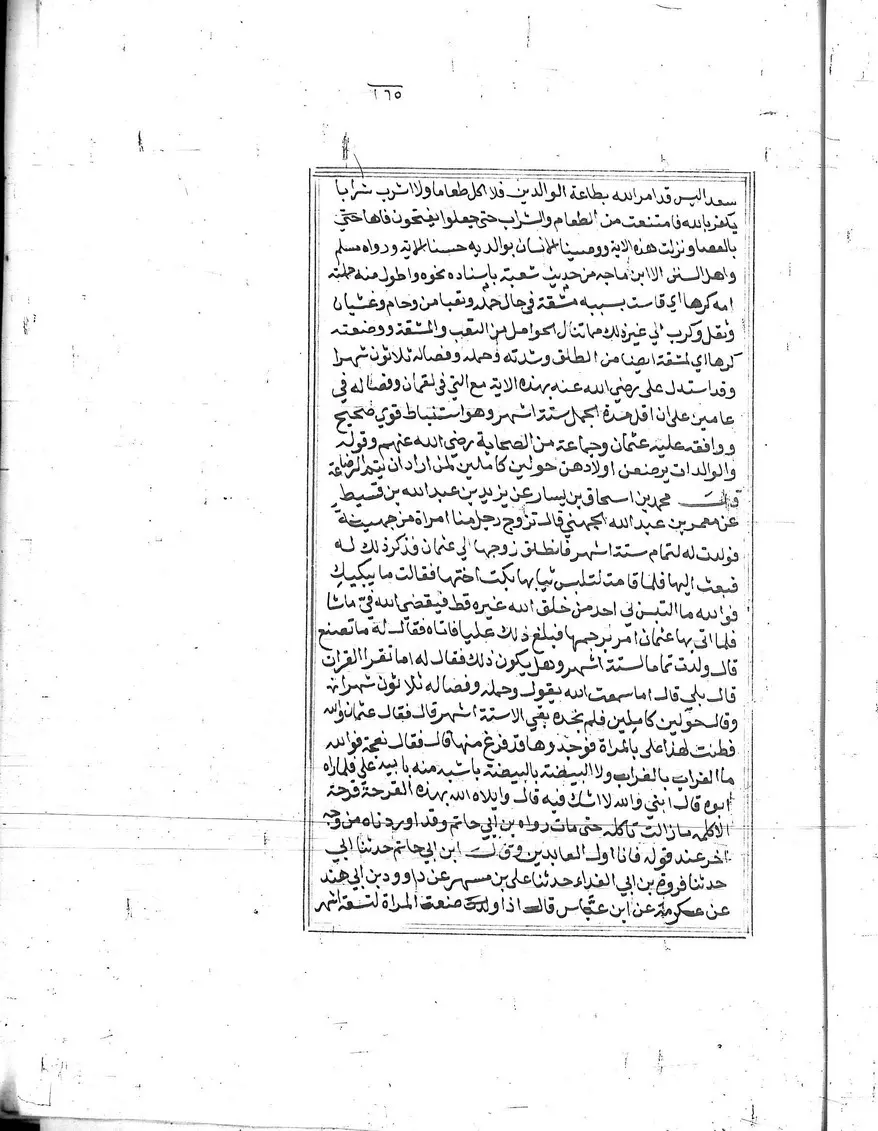 ١٦٥
سعد اليس قد امر الله بطاعة الوالدين فلا اكل طعاما ولا اشرب شرابا
يكفر بالله فامتنعت من الطعام والشراب حتى جعلوا يفتحون فاها حتى
بالعصا ونزلت هذه الاية ووصينا الانسان بوالديه حسنا الاية ورواه مسلم
واهل السنن الا ابن ماجه من حديث شعبة باسناده نحوه واطول منه حملته
امه كرها اي قاست بسببه مشقة في حال حمله وتعبا من وحام وغشيان
وثقل وكرب الى غير ذلك مما تنال الحوامل من التعب والمشقة ووضعته
كرها اي لمشقة ايضا من الطلق وشدته وحمله وفصاله ثلاثون شهرا
وقد استدل على رضي الله عنه بهذه الاية مع التي في لقمان وفصاله في
عامين على ان اقل مدة الحمل ستة اشهر وهو استنباط قوي صحيح
ووافقه عليه عثمان وجماعة من الصحابة رضي الله عنهم وقوله
والوالدات يرضعن اولادهن حولين كاملين لمن اراد ان يتم الرضاعة
قال محمد بن اسحاق بن يسار عن يزيد بن عبد الله بن قسيط
عن معمر بن عبد الله الجهني قال تزوج رجل منا امراة من جهينة
فولدت له لتمام ستة اشهر فانطلق زوجها الى عثمان فذكر ذلك له
فبعث اليها فلما قامت لتلبس ثيابها بكت اختها فقالت ما يبكيك
فوالله ما التبس بي احد من خلق الله غيره قط فيقضي الله في ماشا
فلما اتى بها عثمان امر برجمها فبلغ ذلك عليا فاتاه فقال له ما تصنع
قال ولدت تماما لستة اشهر وهل يكون ذلك فقال له اما تقرا القران
قال بلى قال اما سمعت الله يقول وحمله وفصاله ثلاثون شهرا
وقال حولين كاملين فلم نجده بقي الا ستة اشهر قال فقال عثمان والله
فطنت لهذا على بالمراة فوجدوها قد فرغ منها قال فقال نعجة فوالله
ما الغراب بالغراب ولا البيضة بالبيضة باشبه منه بابيه على فلما راه
ابوه قال ابني والله لا اشك فيه قال وابلاه الله بهذه القرحة قرحة
الاكلة ما زالت تاكله حتى مات رواه بن ابي حاتم وقد اوردناه من وجه
اخر عند قوله فانا اول العابدين وقال ابن ابي حاتم حدثنا ابي
حدثنا فروة بن ابي الغداء حدثنا على بن مسهر عن داوود بن ابي هند
عن عكرمة عن ابن عباس قال اذا وضعت المراة لتسعة اشهر